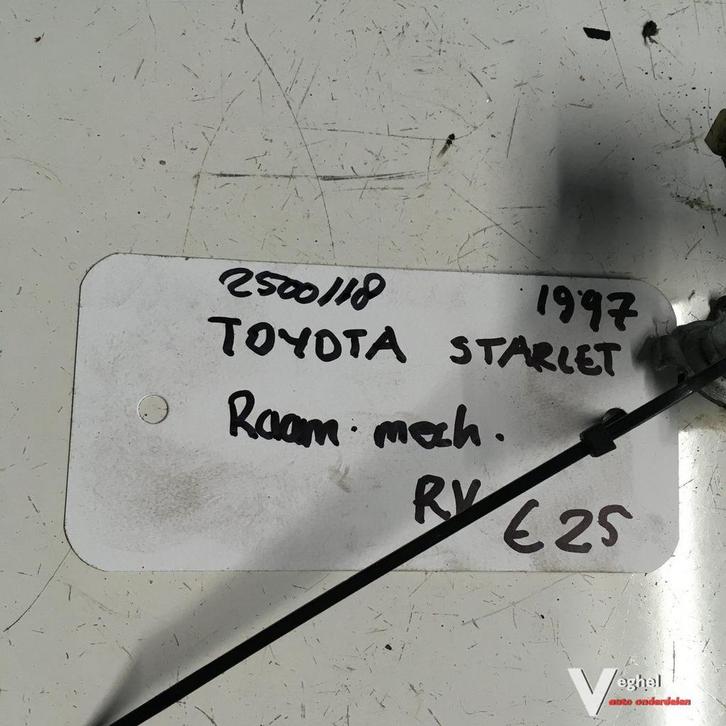 2500118 1997
TOYOTA STARLET
Raam. mech.
RV €25
Veghel
auto onderdelen